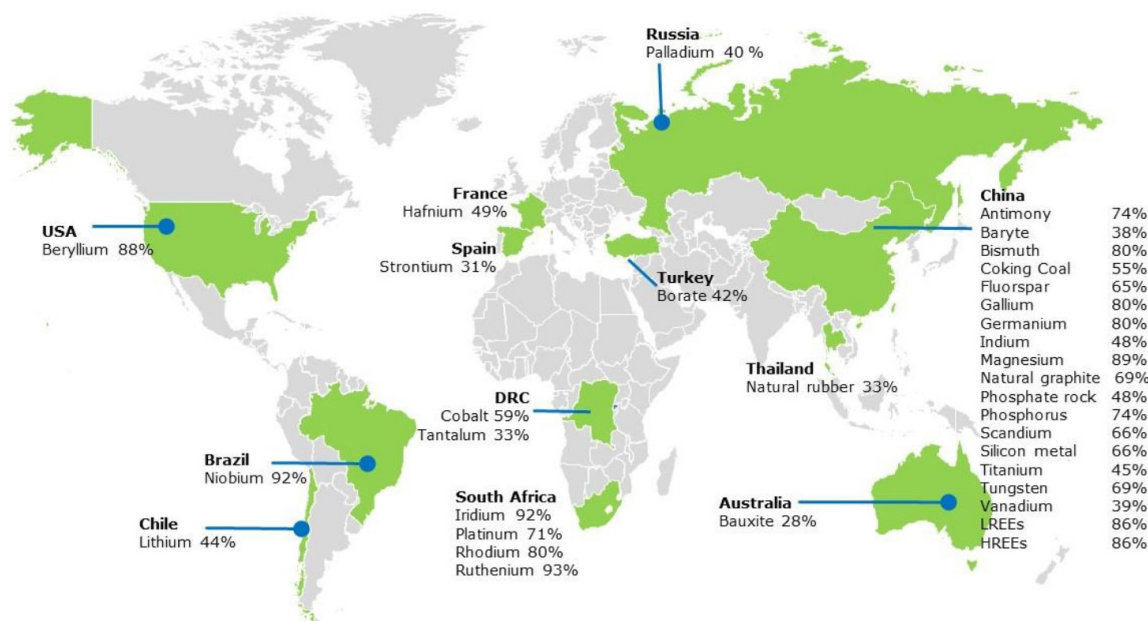 Russia
Palladium 40 %
France
Hafnium 49%
USA
Beryllium 88%
Spain
Strontium 31%
Turkey
Borate 42%
China
Antimony 74%
Baryte 38%
Bismuth 80%
Coking Coal 55%
Fluorspar 65%
Gallium 80%
Germanium 80%
Indium 48%
Magnesium 89%
Natural graphite 69%
Phosphate rock 48%
Phosphorus 74%
Scandium 66%
Silicon metal 66%
Titanium 45%
Tungsten 69%
Vanadium 39%
LREEs 86%
HREEs 86%
Thailand
Natural rubber 33%
DRC
Cobalt 59%
Tantalum 33%
Brazil
Niobium 92%
Chile
Lithium 44%
South Africa
Iridium 92%
Platinum 71%
Rhodium 80%
Ruthenium 93%
Australia
Bauxite 28%